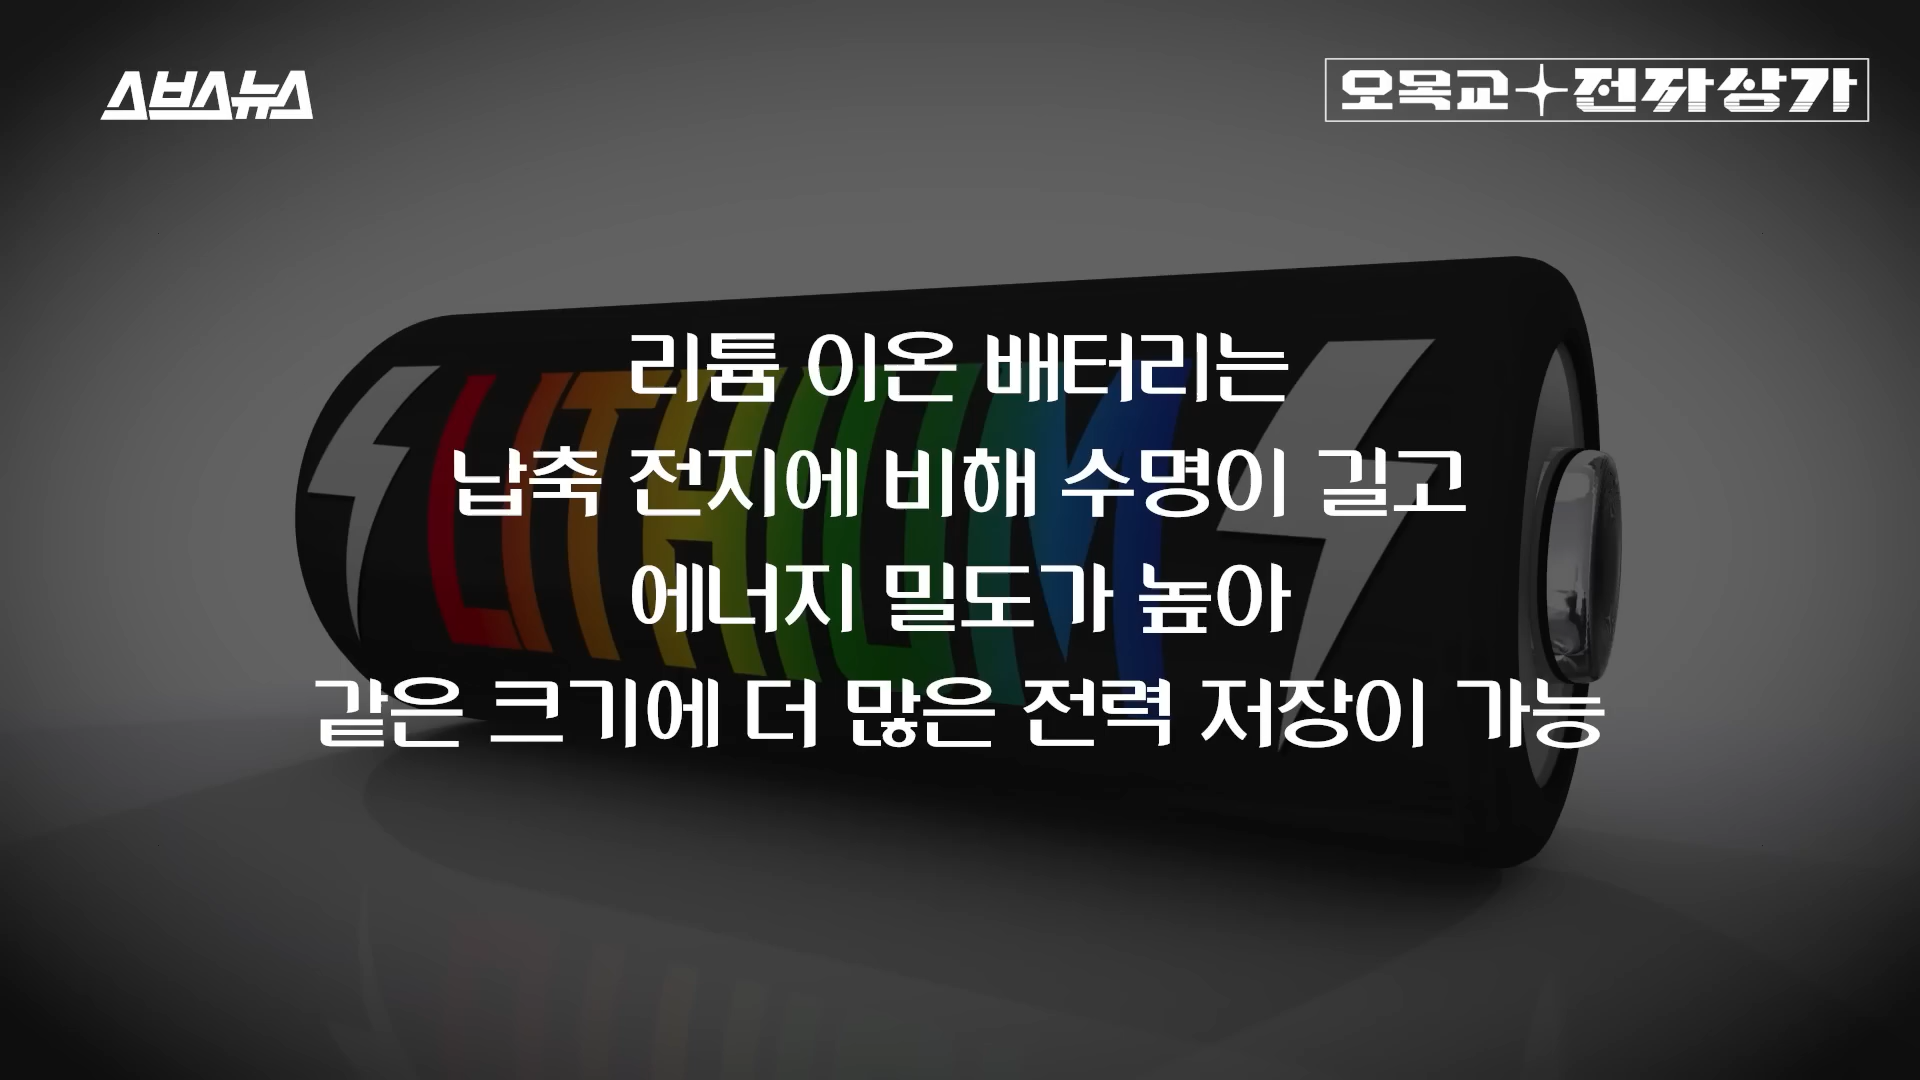 스브스뉴스
오목교 전자상가
LITHIUM
리튬 이온 배터리는
납축 전지에 비해 수명이 길고
에너지 밀도가 높아
같은 크기에 더 많은 전력 저장이 가능